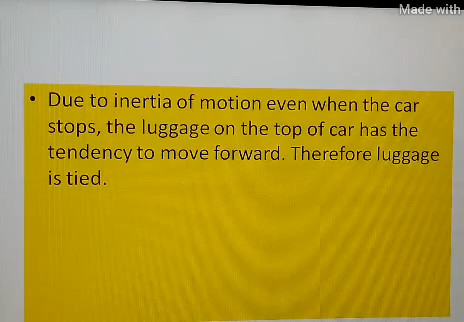 Made with
• Due to inertia of motion even when the car
stops, the luggage on the top of car has the
tendency to move forward. Therefore luggage
is tied.